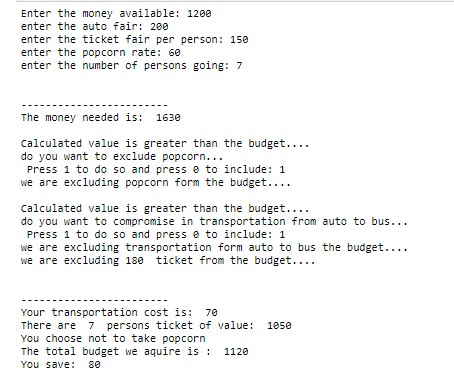 Enter the money available: 1200
enter the auto fair: 200
enter the ticket fair per person: 150
enter the popcorn rate: 60
enter the number of persons going: 7
------------------------
The money needed is:  1630
Calculated value is greater than the budget....
do you want to exclude popcorn...
 Press 1 to do so and press 0 to include: 1
we are excluding popcorn form the budget....
Calculated value is greater than the budget....
do you want to compromise in transportation from auto to bus...
 Press 1 to do so and press 0 to include: 1
we are excluding transportation form auto to bus the budget....
we are excluding 180  ticket from the budget....
------------------------
Your transportation cost is:  70
There are  7  persons ticket of value:  1050
You choose not to take popcorn
The total budget we aquire is :  1120
You save:  80